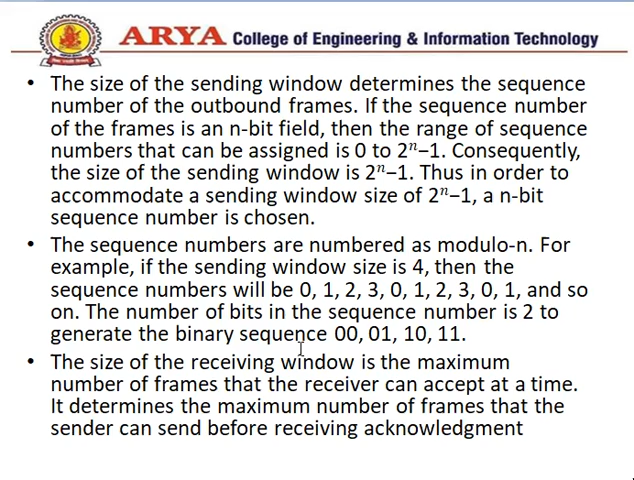 ARYA College of Engineering & Information Technology
• The size of the sending window determines the sequence
number of the outbound frames. If the sequence number
of the frames is an n-bit field, then the range of sequence
numbers that can be assigned is 0 to 2ⁿ−1. Consequently,
the size of the sending window is 2ⁿ−1. Thus in order to
accommodate a sending window size of 2ⁿ−1, a n-bit
sequence number is chosen.
• The sequence numbers are numbered as modulo-n. For
example, if the sending window size is 4, then the
sequence numbers will be 0, 1, 2, 3, 0, 1, 2, 3, 0, 1, and so
on. The number of bits in the sequence number is 2 to
generate the binary sequence 00, 01, 10, 11.
• The size of the receiving window is the maximum
number of frames that the receiver can accept at a time.
It determines the maximum number of frames that the
sender can send before receiving acknowledgment